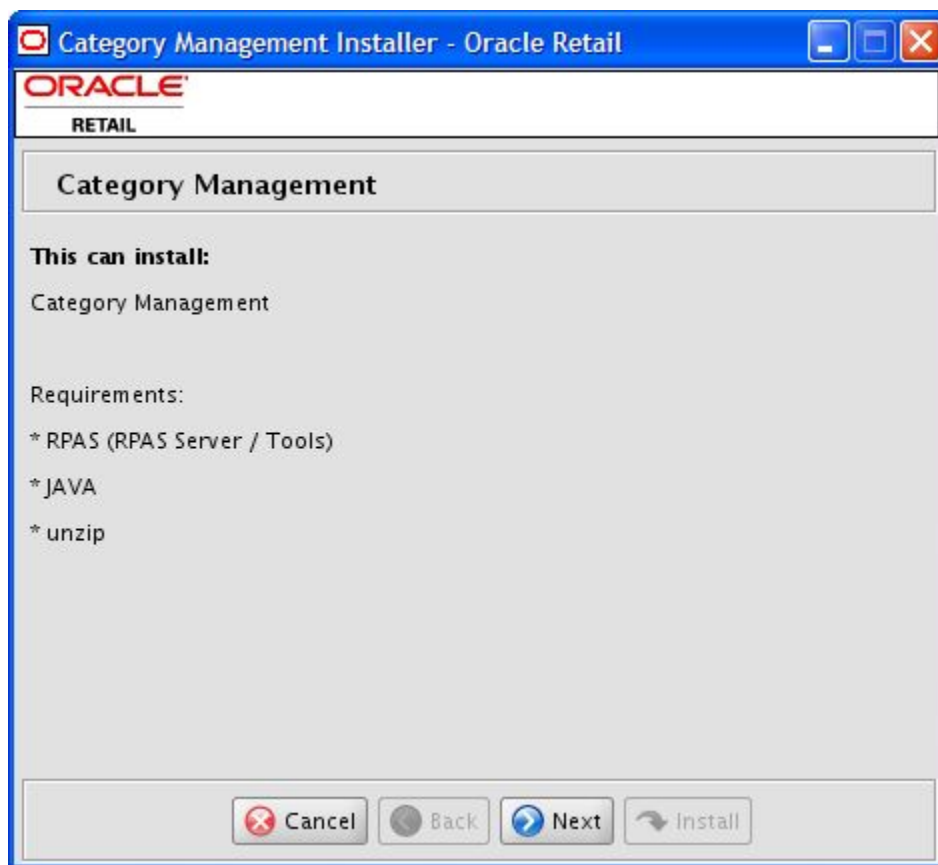 Category Management Installer - Oracle Retail
ORACLE
RETAIL
Category Management
This can install:
Category Management
Requirements:
* RPAS (RPAS Server / Tools)
* JAVA
* unzip
Cancel Back Next Install